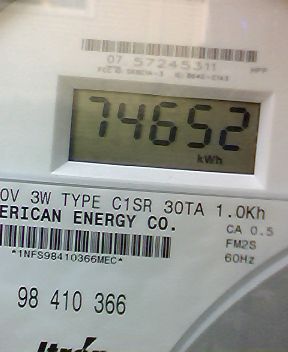 07 57245311
74652
kWh
0V 3W TYPE C1SR 30TA 1.0Kh
ERICAN ENERGY CO.
CA 0.5
FM2S
60Hz
*1NFS98410366MEC*
98 410 366
Itron